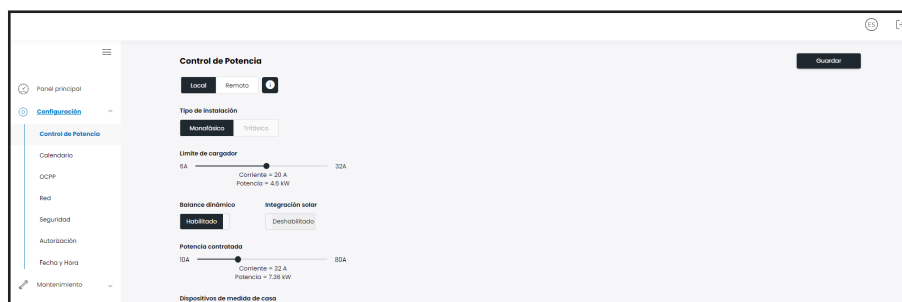 ES
Control de Potencia
Guardar
Local Remoto i
Panel principal
Configuración
Control de Potencia
Calendario
OCPP
Red
Seguridad
Autorización
Fecha y Hora
Mantenimiento
Tipo de instalación
Monofásico Trifásico
Limite de cargador
6A 32A
Corriente = 20 A
Potencia = 4.6 kW
Balance dinámico Integración solar
Habilitado Deshabilitado
Potencia contratada
10A 80A
Corriente = 32 A
Potencia = 7.36 kW
Dispositivos de medida de casa